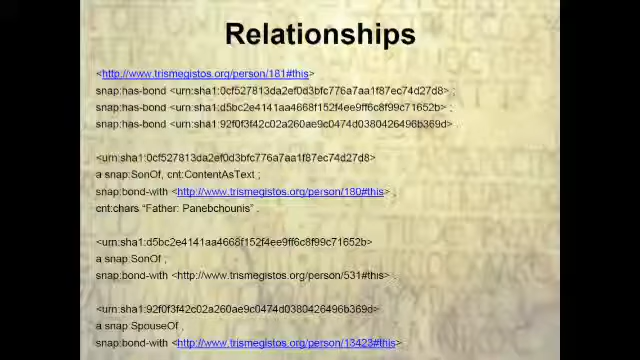 Relationships
<http://www.trismegistos.org/person/181#this>
snap:has-bond <urn:sha1:0cf527813da2ef0d3bfc776a7aa1f87ec74d27d8> ;
snap:has-bond <urn:sha1:d5bc2e4141aa4668f152f4ee9ff6c8f99c71652b> ;
snap:has-bond <urn:sha1:92f0f3f42c02a260ae9c0474d0380426496b369d> .
<urn:sha1:0cf527813da2ef0d3bfc776a7aa1f87ec74d27d8>
a snap:SonOf, cnt:ContentAsText ;
snap:bond-with <http://www.trismegistos.org/person/180#this> ;
cnt:chars “Father: Panebchounis” .
<urn:sha1:d5bc2e4141aa4668f152f4ee9ff6c8f99c71652b>
a snap:SonOf ;
snap:bond-with <http://www.trismegistos.org/person/531#this> .
<urn:sha1:92f0f3f42c02a260ae9c0474d0380426496b369d>
a snap:SpouseOf ,
snap:bond-with <http://www.trismegistos.org/person/13423#this> .